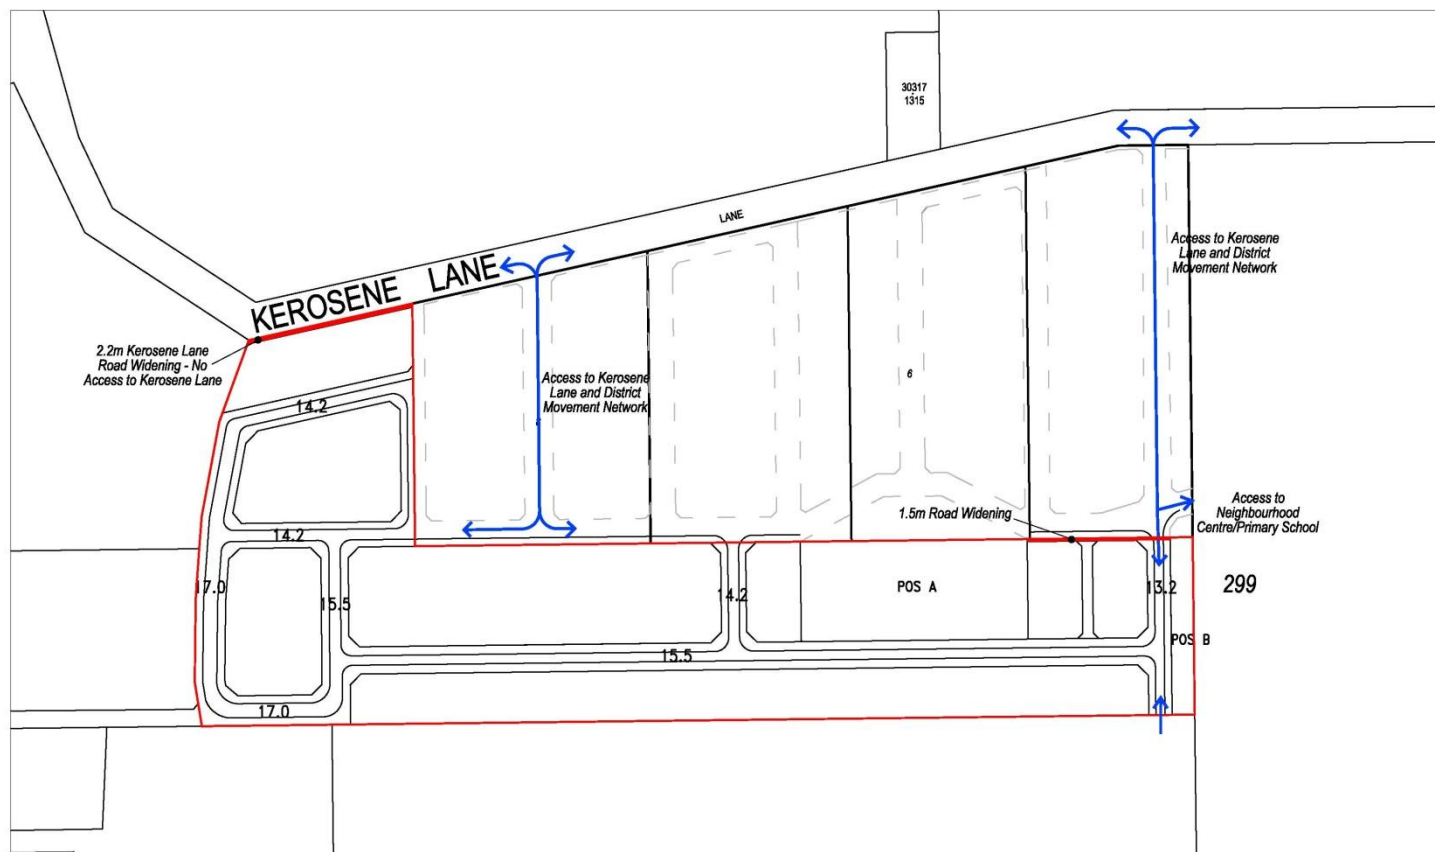 30317
1315
LANE
KEROSENE LANE
Access to Kerosene
Lane and District
Movement Network
2.2m Kerosene Lane
Road Widening - No
Access to Kerosene Lane
Access to Kerosene
Lane and District
Movement Network
6
14.2
1.5m Road Widening
Access to
Neighbourhood
Centre/Primary School
14.2
17.0
15.5
14.2
POS A
13.2
299
POS B
15.5
17.0